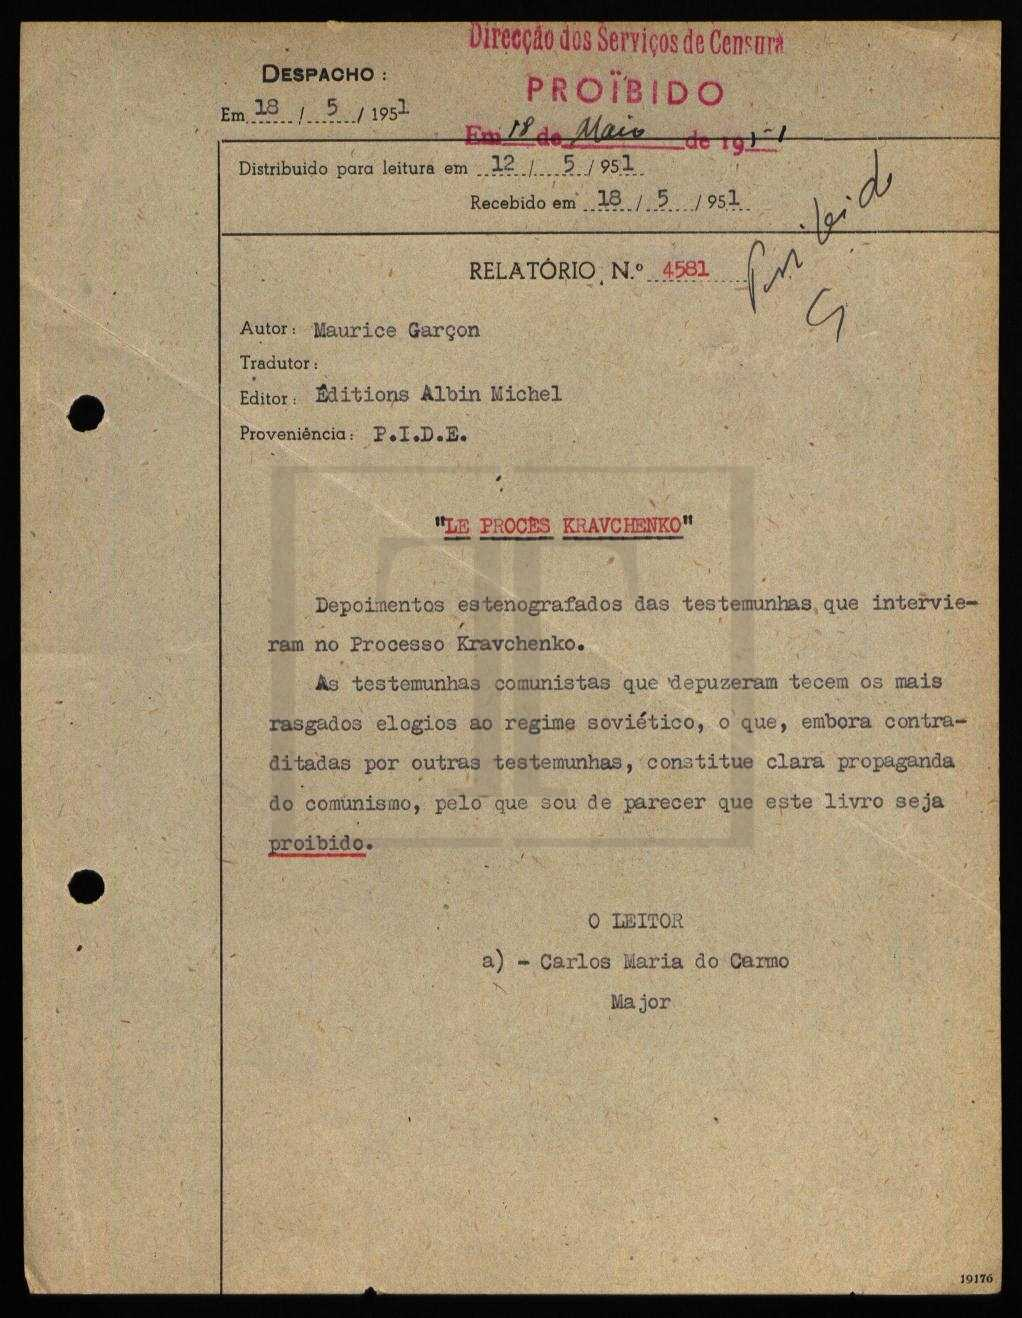 Direcção dos Serviços de Censura
PROÏBIDO
Em 18 de Maio de 1951
DESPACHO:
Em 18 / 5 / 1951
Distribuido para leitura em 12 / 5 / 951
Recebido em 18 / 5 / 951
Proibido
RELATÓRIO N.º 4581
Autor: Maurice Garçon
Tradutor:
Editor: Éditions Albin Michel
Proveniência: P.I.D.E.
"LE PROCÈS KRAVCHENKO"
Depoimentos estenografados das testemunhas que intervie-
ram no Processo Kravchenko.
As testemunhas comunistas que depuzeram tecem os mais
rasgados elogios ao regime soviético, o que, embora contra-
ditadas por outras testemunhas, constitue clara propaganda
do comunismo, pelo que sou de parecer que este livro seja
proibido.
O LEITOR
a) - Carlos Maria do Carmo
Major
19176